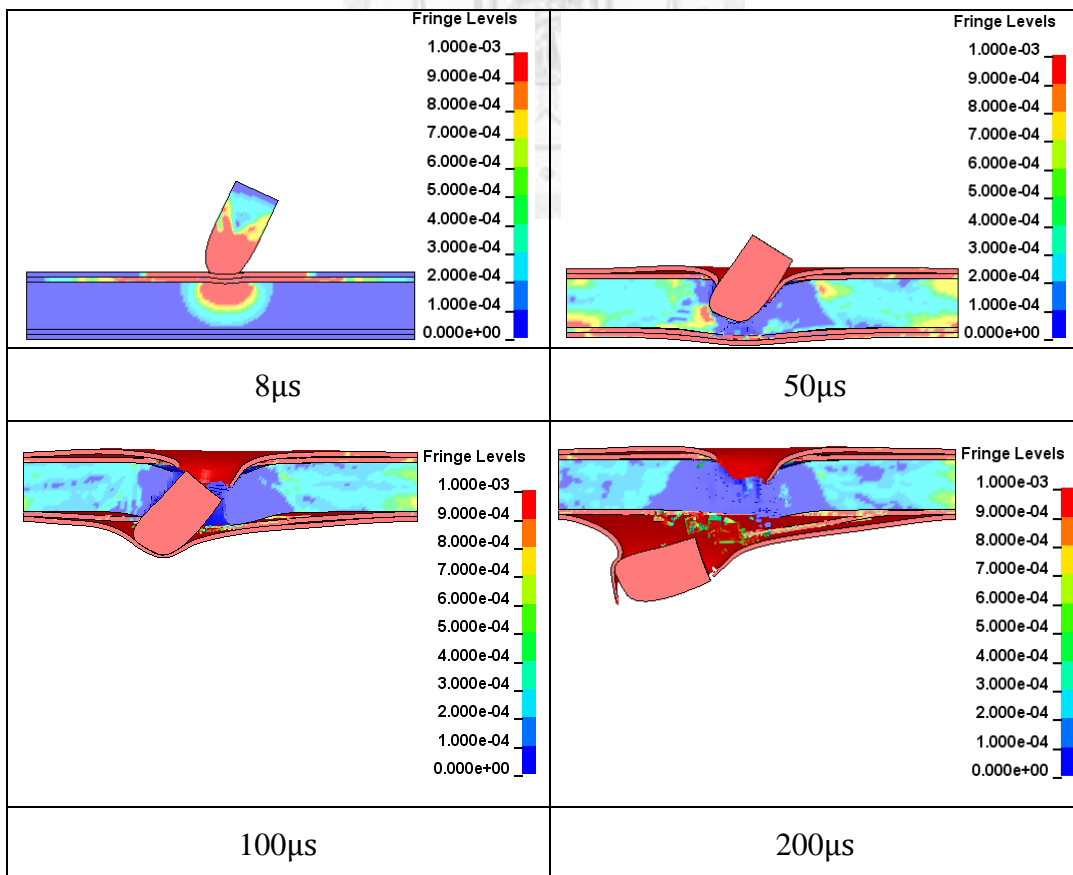 Fringe Levels
1.000e-03
9.000e-04
8.000e-04
7.000e-04
6.000e-04
5.000e-04
4.000e-04
3.000e-04
2.000e-04
1.000e-04
0.000e+00
8μs
Fringe Levels
1.000e-03
9.000e-04
8.000e-04
7.000e-04
6.000e-04
5.000e-04
4.000e-04
3.000e-04
2.000e-04
1.000e-04
0.000e+00
50μs
Fringe Levels
1.000e-03
9.000e-04
8.000e-04
7.000e-04
6.000e-04
5.000e-04
4.000e-04
3.000e-04
2.000e-04
1.000e-04
0.000e+00
100μs
Fringe Levels
1.000e-03
9.000e-04
8.000e-04
7.000e-04
6.000e-04
5.000e-04
4.000e-04
3.000e-04
2.000e-04
1.000e-04
0.000e+00
200μs